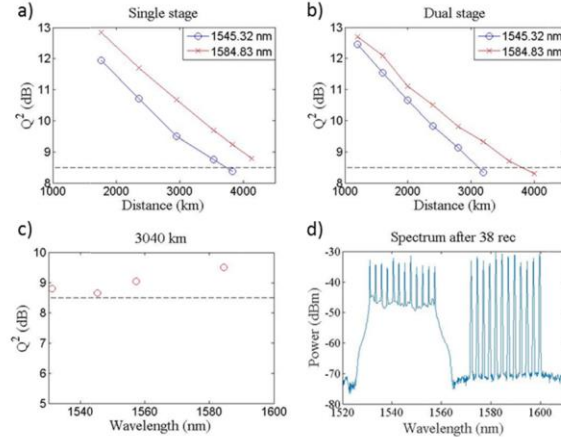 a)
Single stage
13
12
11
10
9
8
1000
2000
3000
4000
Q² (dB)
Distance (km)
1545.32 nm
1584.83 nm
b)
Dual stage
13
12
11
10
9
8
1000
2000
3000
4000
Q² (dB)
Distance (km)
1545.32 nm
1584.83 nm
c)
3040 km
10
9
8
7
6
5
1540
1560
1580
1600
Q² (dB)
Wavelength (nm)
d)
Spectrum after 38 rec
-30
-40
-50
-60
-70
-80
1520
1540
1560
1580
1600
Power (dBm)
Wavelength (nm)